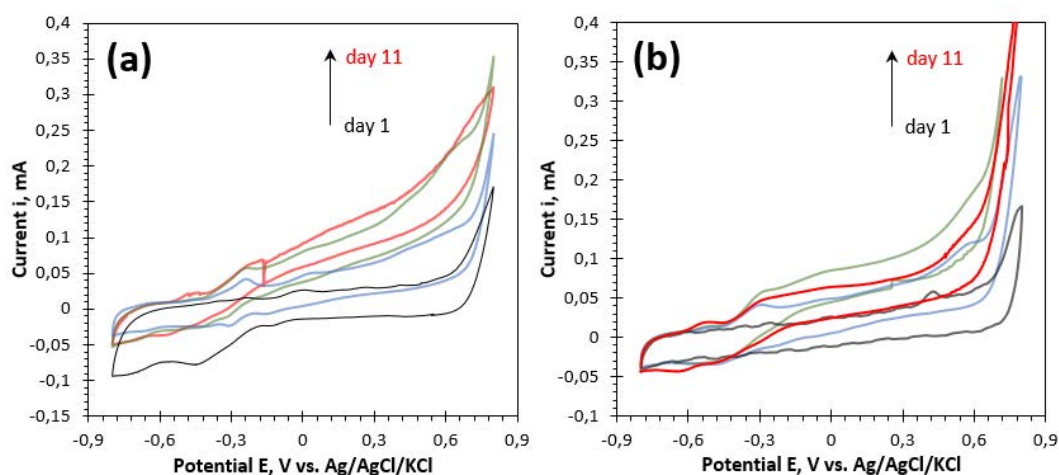 (a)
day 11
day 1
0,4
0,35
0,3
0,25
0,2
0,15
0,1
0,05
0
-0,05
-0,1
-0,15
Current i, mA
-0,9 -0,6 -0,3 0 0,3 0,6 0,9
Potential E, V vs. Ag/AgCl/KCl
(b)
day 11
day 1
0,4
0,35
0,3
0,25
0,2
0,15
0,1
0,05
0
-0,05
-0,1
Current i, mA
-0,9 -0,6 -0,3 0 0,3 0,6 0,9
Potential E, V vs. Ag/AgCl/KCl